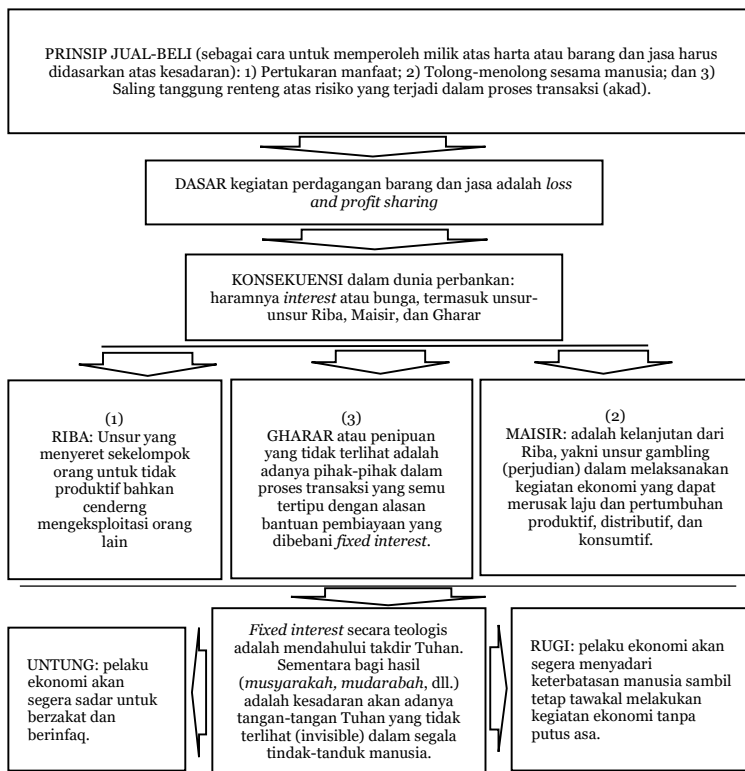 PRINSIP JUAL-BELI (sebagai cara untuk memperoleh milik atas harta atau barang dan jasa harus
didasarkan atas kesadaran): 1) Pertukaran manfaat; 2) Tolong-menolong sesama manusia; dan 3)
Saling tanggung renteng atas risiko yang terjadi dalam proses transaksi (akad).
DASAR kegiatan perdagangan barang dan jasa adalah loss
and profit sharing
KONSEKUENSI dalam dunia perbankan:
haramnya interest atau bunga, termasuk unsur-
unsur Riba, Maisir, dan Gharar
(1)
RIBA: Unsur yang
menyeret sekelompok
orang untuk tidak
produktif bahkan
cenderng
mengeksploitasi orang
lain
(3)
GHARAR atau penipuan
yang tidak terlihat adalah
adanya pihak-pihak dalam
proses transaksi yang semu
tertipu dengan alasan
bantuan pembiayaan yang
dibebani fixed interest.
(2)
MAISIR: adalah kelanjutan dari
Riba, yakni unsur gambling
(perjudian) dalam melaksanakan
kegiatan ekonomi yang dapat
merusak laju dan pertumbuhan
produktif, distributif, dan
konsumtif.
UNTUNG: pelaku
ekonomi akan
segera sadar untuk
berzakat dan
berinfaq.
Fixed interest secara teologis
adalah mendahului takdir Tuhan.
Sementara bagi hasil
(musyarakah, mudarabah, dll.)
adalah kesadaran akan adanya
tangan-tangan Tuhan yang tidak
terlihat (invisible) dalam segala
tindak-tanduk manusia.
RUGI: pelaku ekonomi akan
segera menyadari
keterbatasan manusia sambil
tetap tawakal melakukan
kegiatan ekonomi tanpa
putus asa.